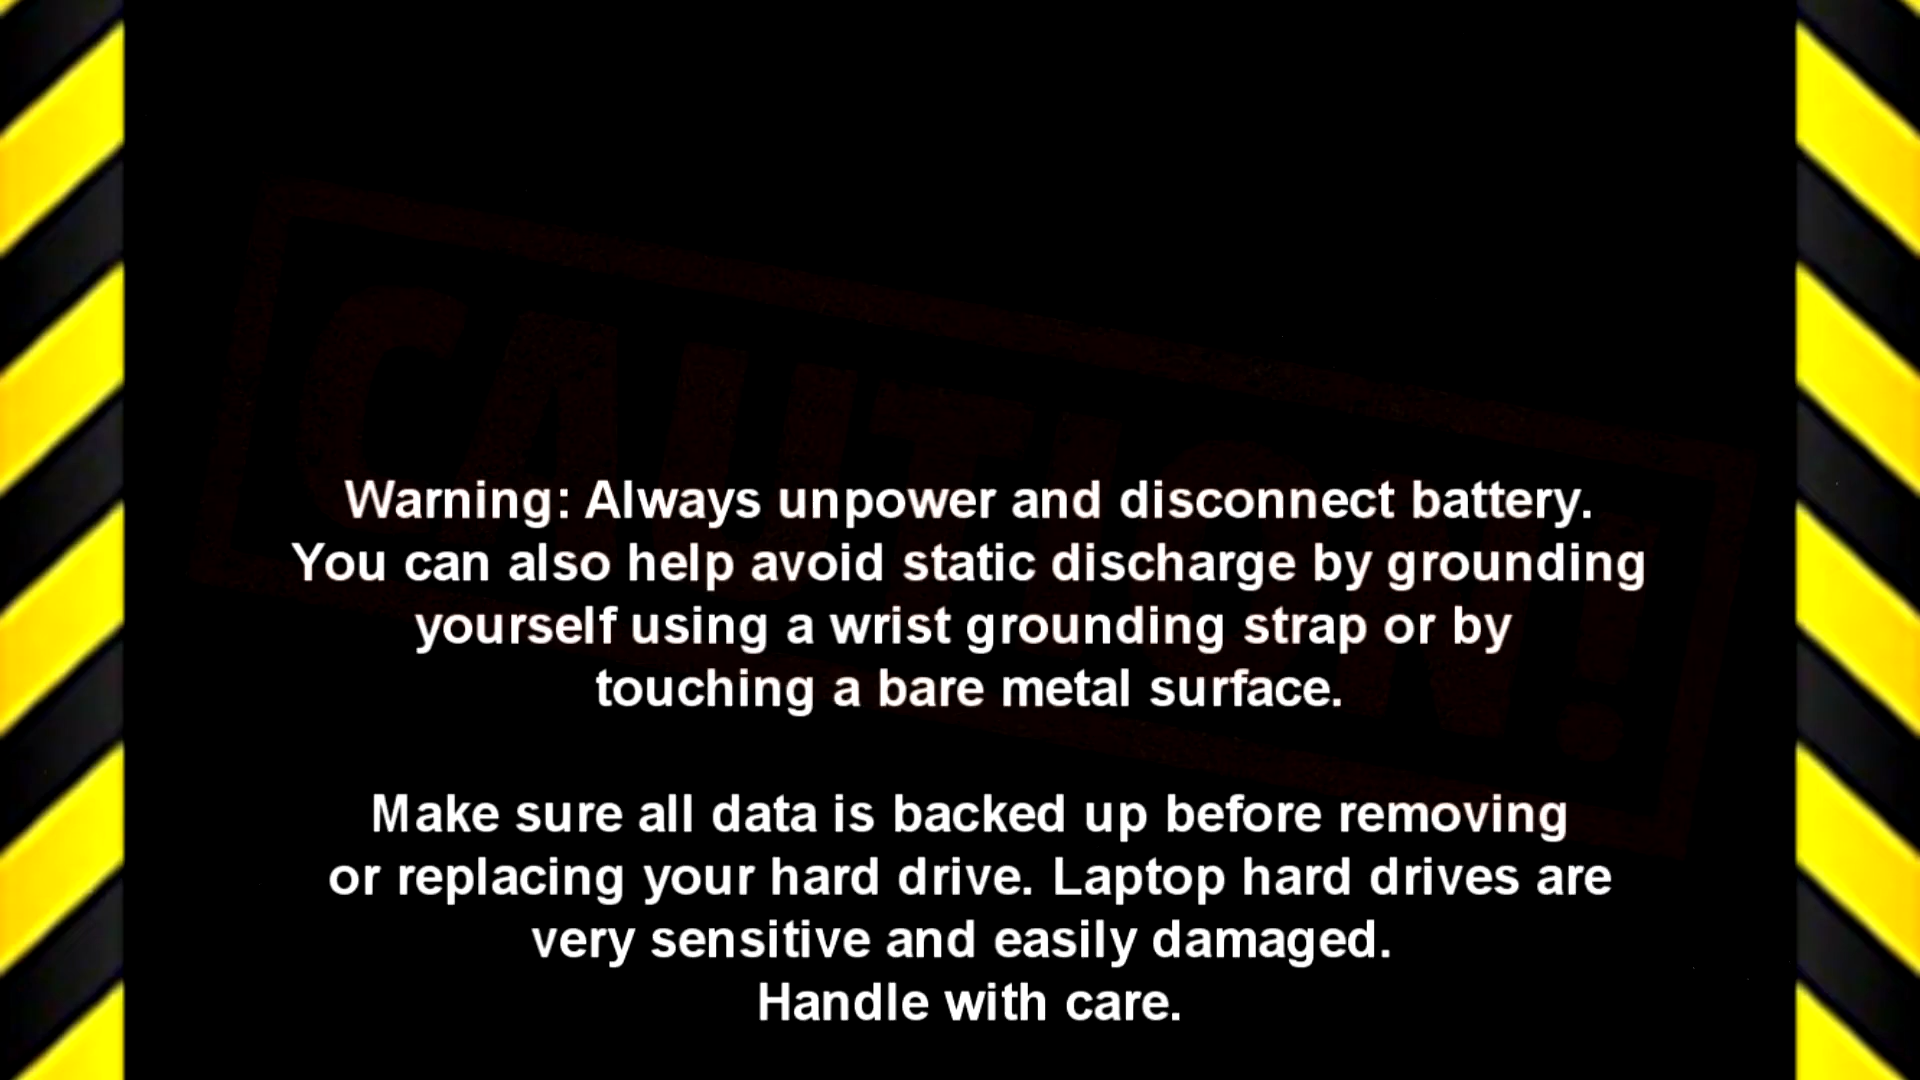 CAUTION!
Warning: Always unpower and disconnect battery.
You can also help avoid static discharge by grounding
yourself using a wrist grounding strap or by
touching a bare metal surface.
Make sure all data is backed up before removing
or replacing your hard drive. Laptop hard drives are
very sensitive and easily damaged.
Handle with care.